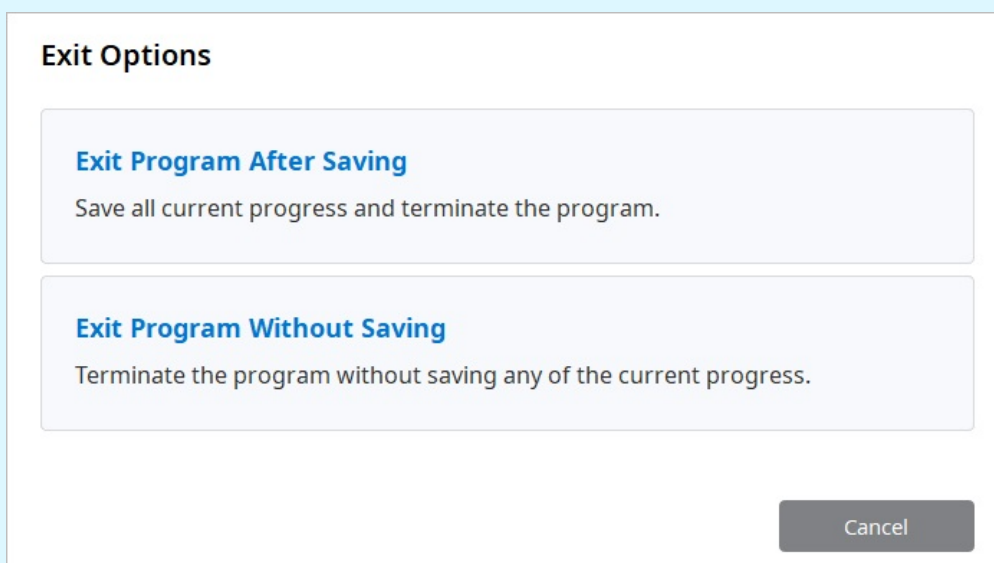 Exit Options
Exit Program After Saving
Save all current progress and terminate the program.
Exit Program Without Saving
Terminate the program without saving any of the current progress.
Cancel